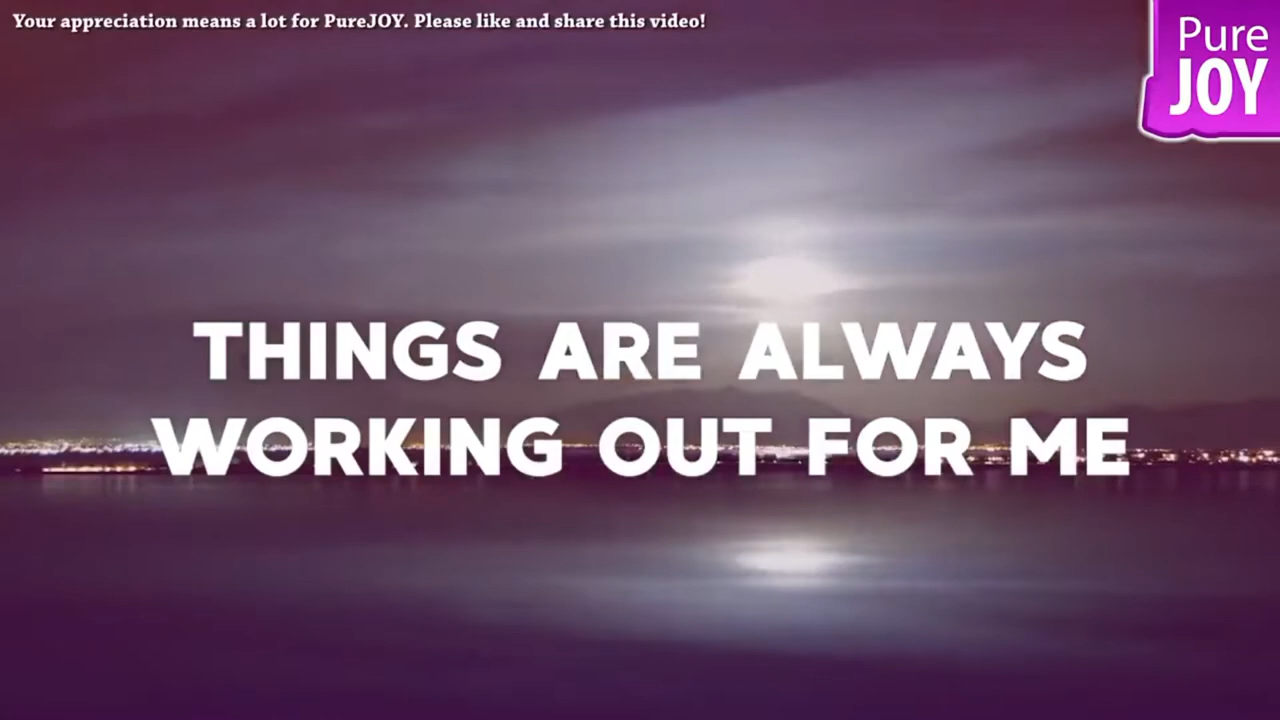 Your appreciation means a lot for PureJOY. Please like and share this video!
Pure
JOY
THINGS ARE ALWAYS
WORKING OUT FOR ME